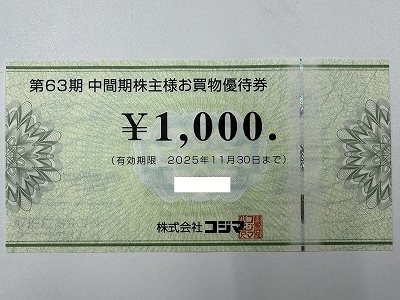 第63期 中間期株主様お買物優待券
¥1,000.
(有効期限 2025年11月30日まで)
株式会社コジマ